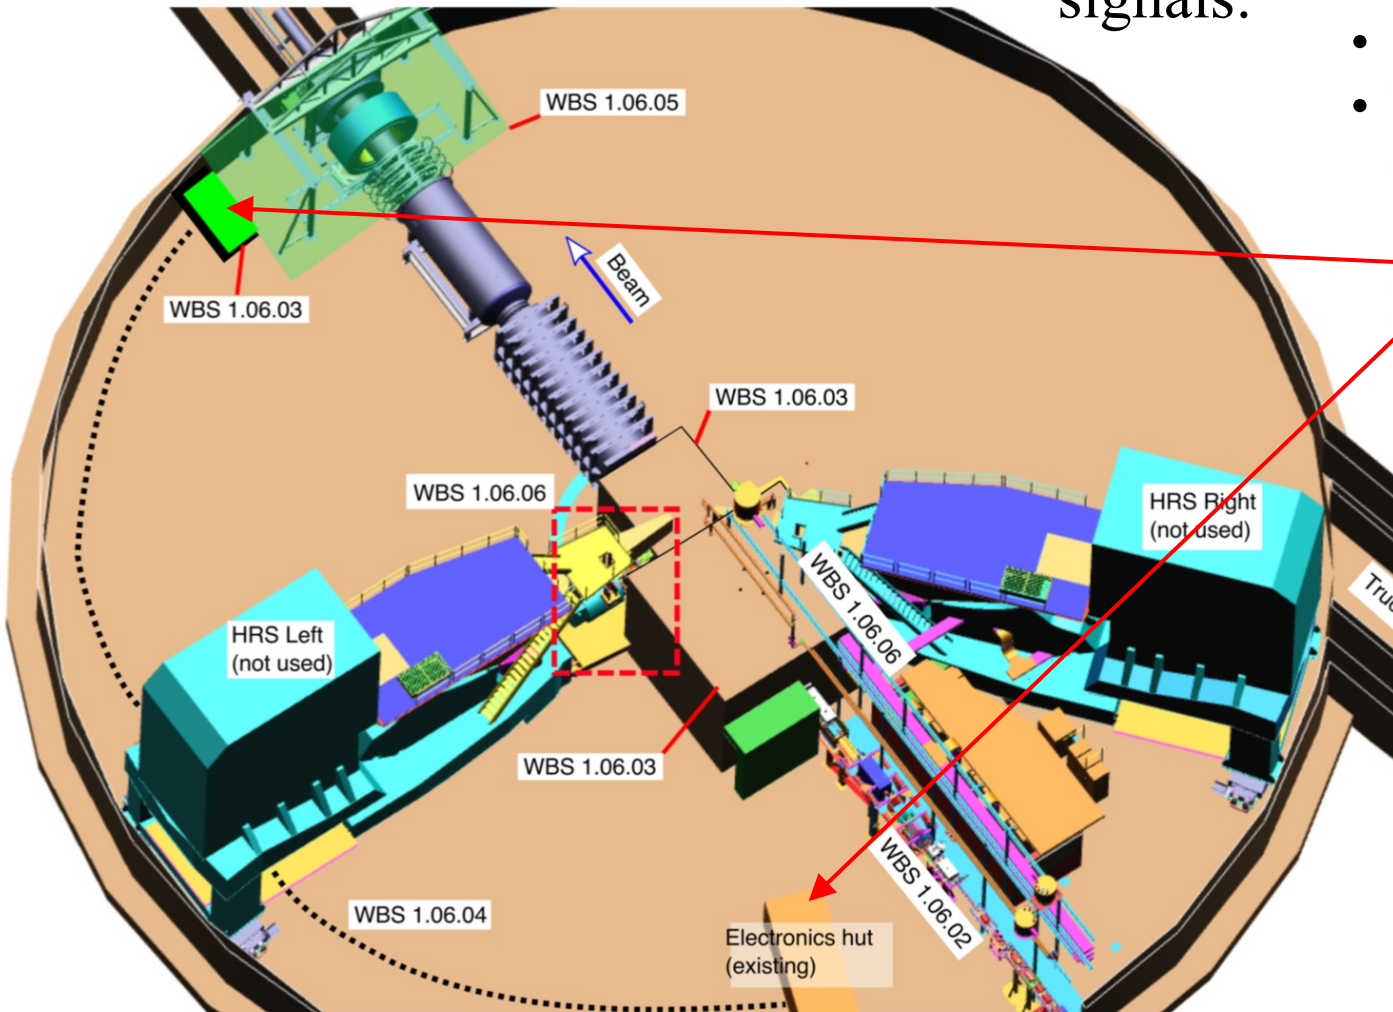 signals:
•
•
WBS 1.06.05
WBS 1.06.03
Beam
WBS 1.06.03
WBS 1.06.06
HRS Right
(not used)
WBS 1.06.06
HRS Left
(not used)
WBS 1.06.03
WBS 1.06.02
WBS 1.06.04
Electronics hut
(existing)